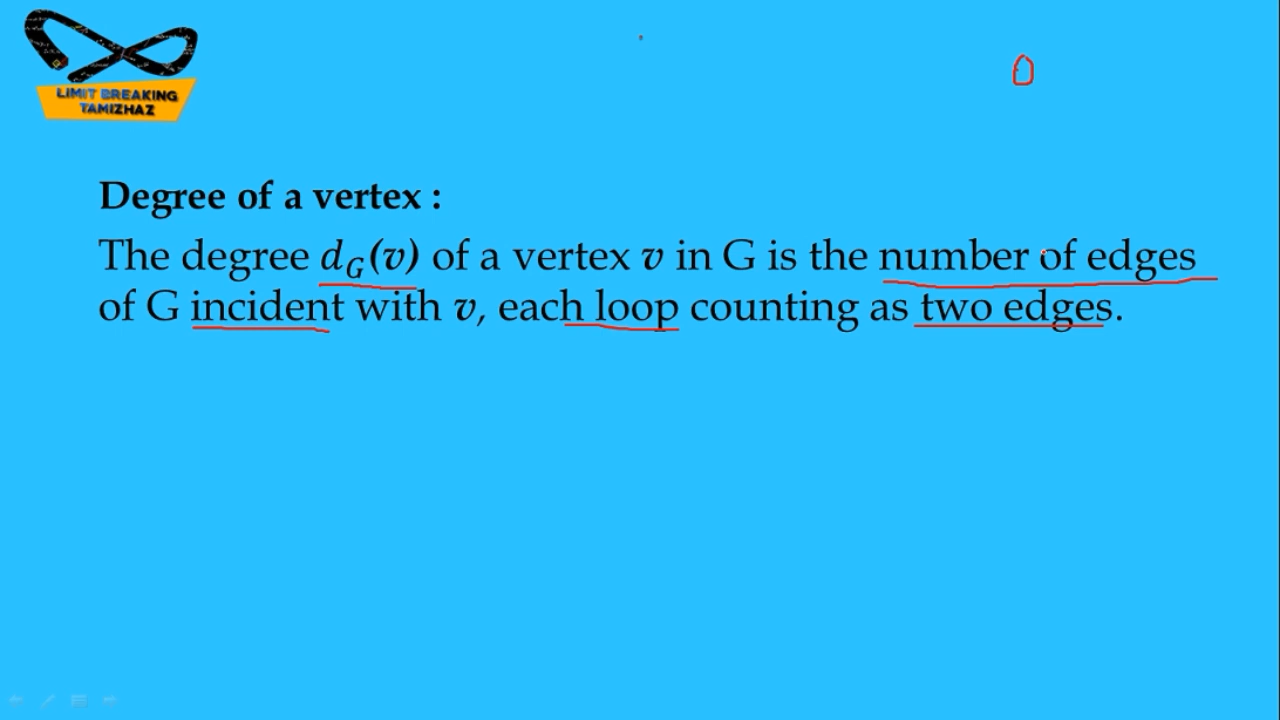 LIMIT BREAKING
TAMIZHAZ
Degree of a vertex :
The degree d_G(v) of a vertex v in G is the number of edges
of G incident with v, each loop counting as two edges.